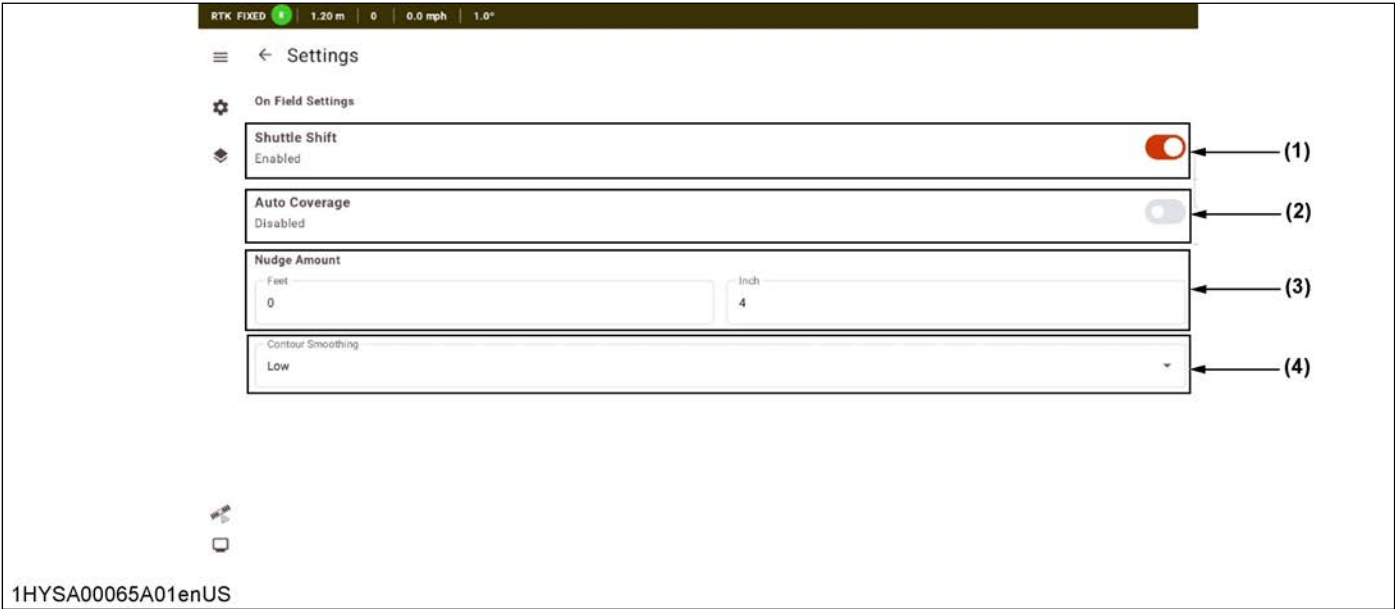 RTK FIXED R 1.20 m 0 0.0 mph 1.0°
Settings
On Field Settings
Shuttle Shift
Enabled
(1)
Auto Coverage
Disabled
(2)
Nudge Amount
Feet Inch
0 4
(3)
Contour Smoothing
Low
(4)
1HYSA00065A01enUS